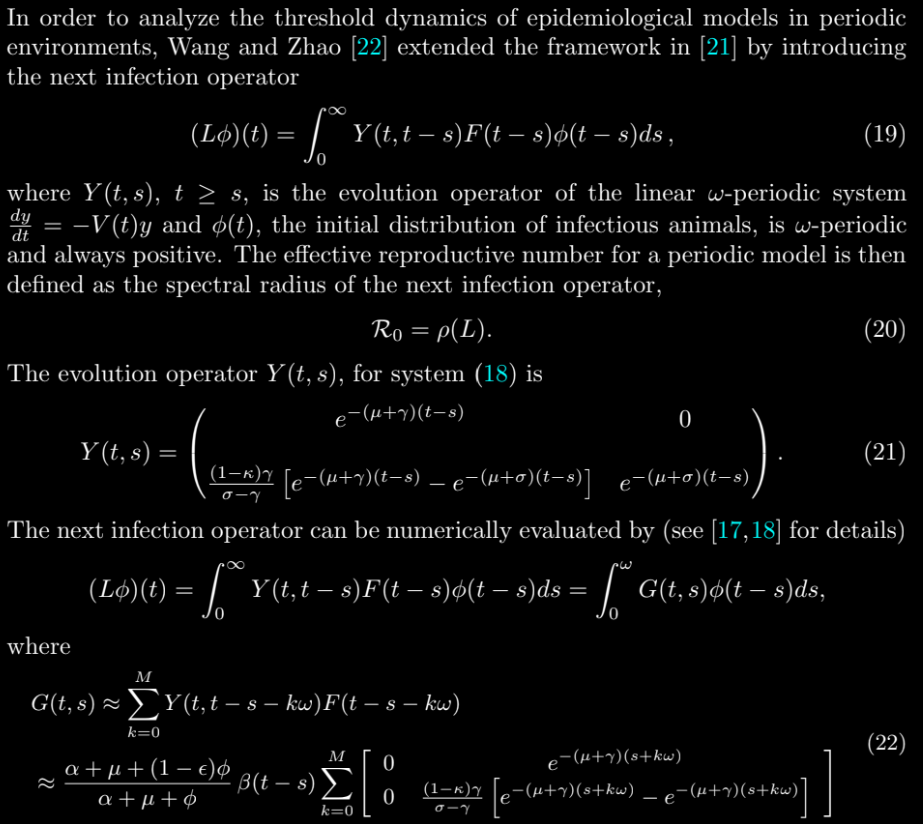 In order to analyze the threshold dynamics of epidemiological models in periodic
environments, Wang and Zhao [22] extended the framework in [21] by introducing
the next infection operator
(Lϕ)(t) = ∫_0^∞ Y(t, t − s)F(t − s)ϕ(t − s)ds , (19)
where Y(t, s), t ≥ s, is the evolution operator of the linear ω-periodic system
dy/dt = −V(t)y and ϕ(t), the initial distribution of infectious animals, is ω-periodic
and always positive. The effective reproductive number for a periodic model is then
defined as the spectral radius of the next infection operator,
ℛ_0 = ρ(L). (20)
The evolution operator Y(t, s), for system (18) is
Y(t, s) = ( e^{−(μ+γ)(t−s)} 0 ; (1−κ)γ/(σ−γ) [e^{−(μ+γ)(t−s)} − e^{−(μ+σ)(t−s)}] e^{−(μ+σ)(t−s)} ) . (21)
The next infection operator can be numerically evaluated by (see [17,18] for details)
(Lϕ)(t) = ∫_0^∞ Y(t, t − s)F(t − s)ϕ(t − s)ds = ∫_0^ω G(t, s)ϕ(t − s)ds,
where
G(t, s) ≈ ∑_{k=0}^{M} Y(t, t − s − kω)F(t − s − kω)
≈ (α + μ + (1 − ϵ)ϕ)/(α + μ + ϕ) β(t − s) ∑_{k=0}^{M} [ 0 e^{−(μ+γ)(s+kω)} ; 0 (1−κ)γ/(σ−γ) [e^{−(μ+γ)(s+kω)} − e^{−(μ+γ)(s+kω)}] ] (22)